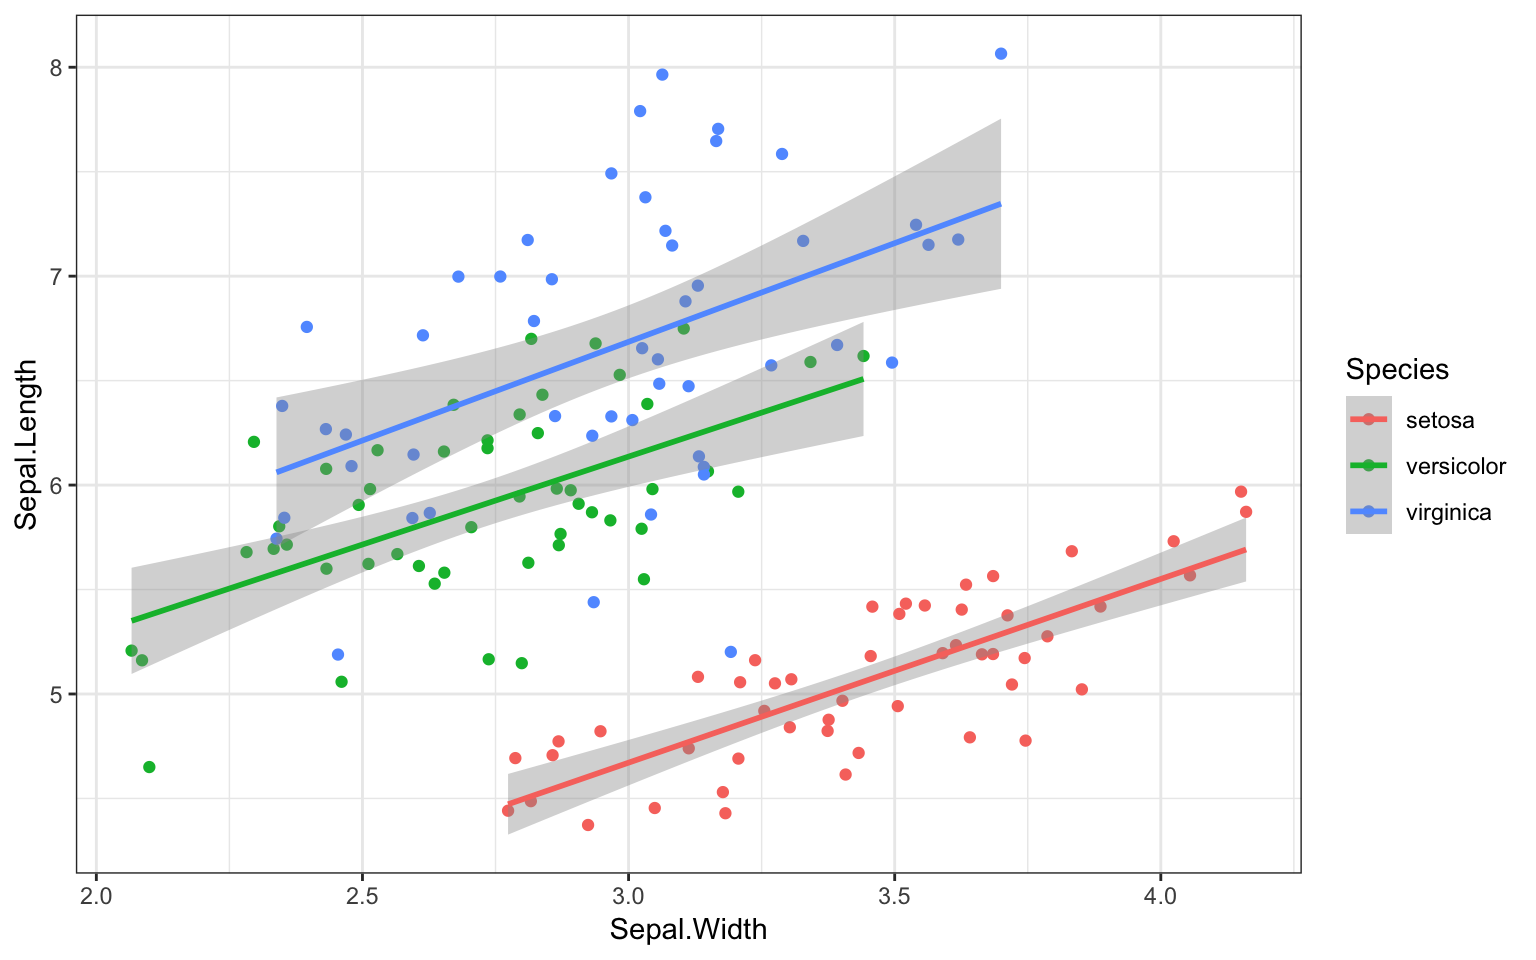 8
7
6
5
Sepal.Length
2.0 2.5 3.0 3.5 4.0
Sepal.Width
Species
setosa
versicolor
virginica